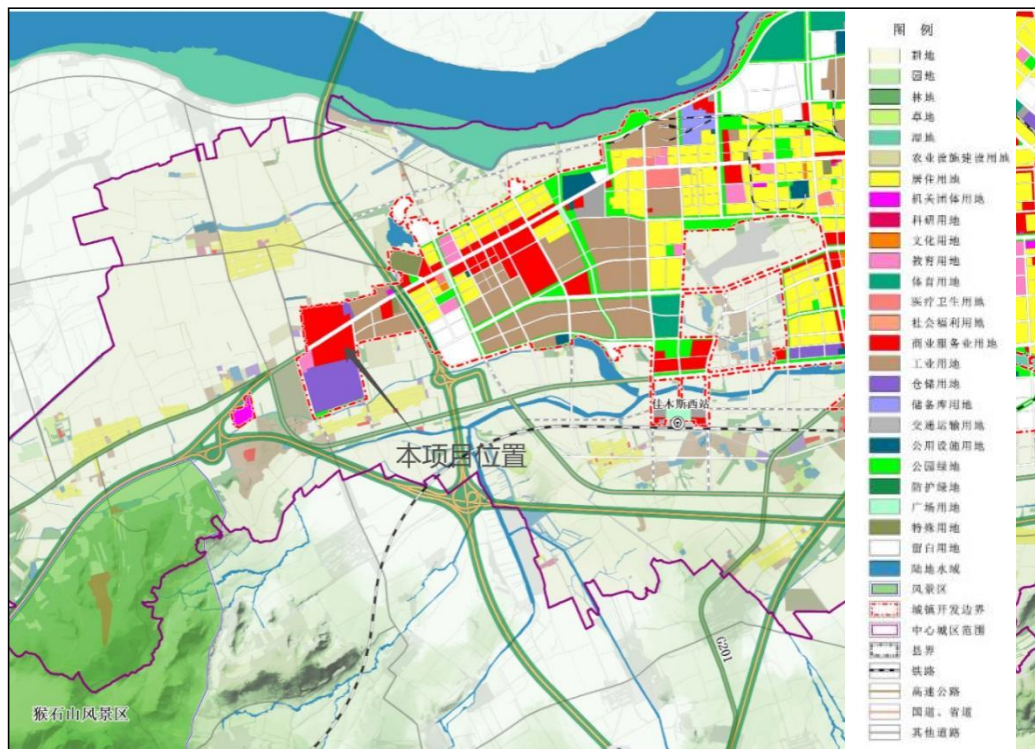 佳木斯西站
本项目位置
G201
猴石山风景区
图 例
耕地
园地
林地
草地
湿地
农业设施建设用地
居住用地
机关团体用地
科研用地
文化用地
教育用地
体育用地
医疗卫生用地
社会福利用地
商业服务业用地
工业用地
仓储用地
储备库用地
交通运输用地
公用设施用地
公园绿地
防护绿地
广场用地
特殊用地
留白用地
陆地水域
风景区
城镇开发边界
中心城区范围
县界
铁路
高速公路
国道、省道
其他道路